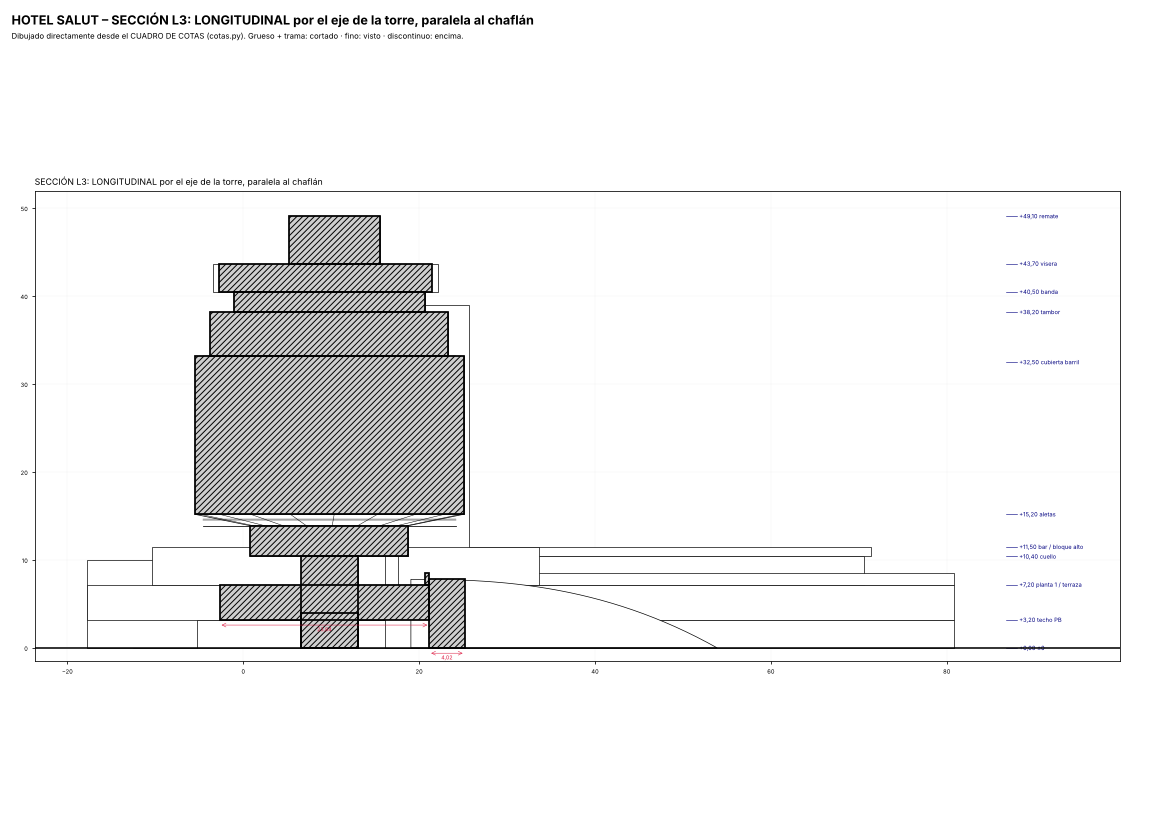 HOTEL SALUT – SECCIÓN L3: LONGITUDINAL por el eje de la torre, paralela al chaflán
Dibujado directamente desde el CUADRO DE COTAS (cotas.py). Grueso + trama: cortado · fino: visto · discontinuo: encima.
SECCIÓN L3: LONGITUDINAL por el eje de la torre, paralela al chaflán
50
+49,10 remate
+43,70 visera
+40,50 banda
40
+38,20 tambor
+32,50 cubierta barril
30
20
+15,20 aletas
+11,50 bar / bloque alto
10
+10,40 cuello
+7,20 planta 1 / terraza
+3,20 techo PB
0
4,02
−20
0
20
40
60
80